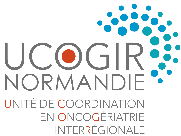 UCOGIR
NORMANDIE
UNITÉ DE COORDINATION
EN ONCOGÉRIATRIE
INTERRÉGIONALE